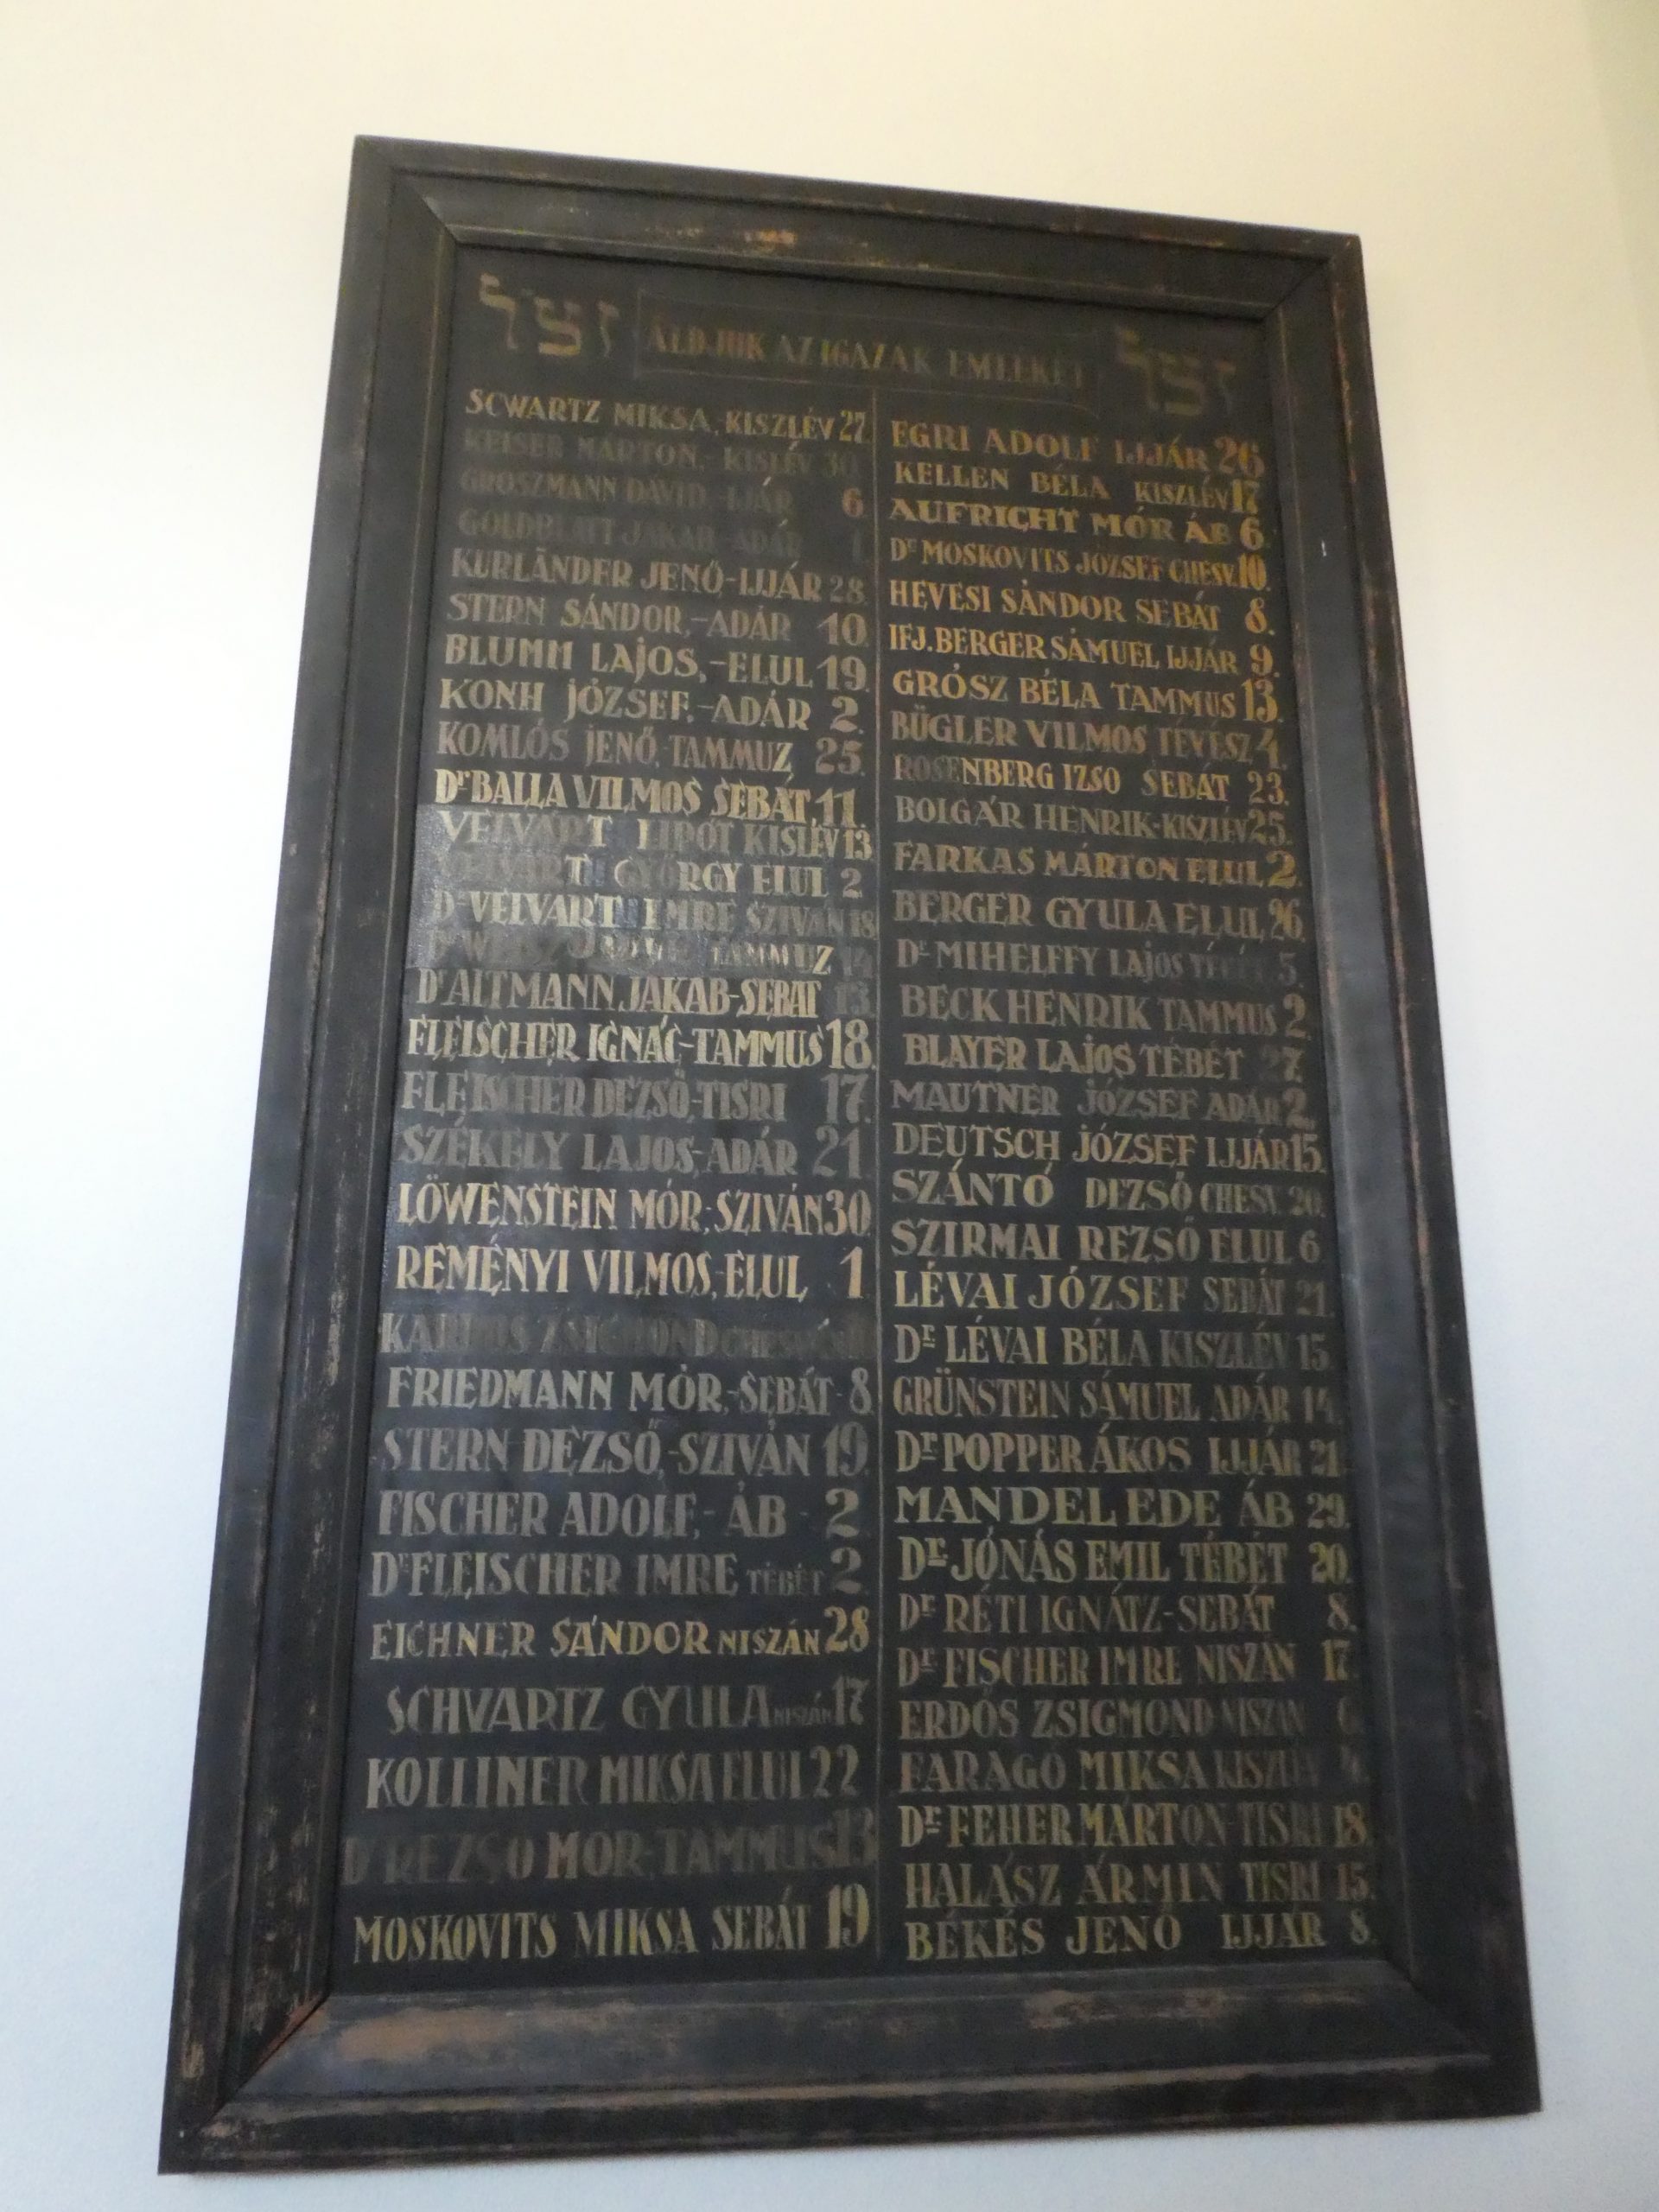 זצל ÁLDJUK AZ IGAZAK EMLÉKÉT זצל
SCWARTZ MIKSA, KISZLÉV 27.
KEISER MÁRTON,- KISLÉV 30
GROSZMANN DÁVID-IJÁR 6.
GOLDBLATT JAKAB-ADÁR 1.
KURLÄNDER JENŐ-IJJÁR 28.
STERN SÁNDOR,-ADÁR 10.
BLUMM LAJOS,-ELUL 19.
KONH JÓZSEF,-ADÁR 2.
KOMLÓS JENŐ, TAMMUZ 25.
Dr BALLA VILMOS SEBÁT, 11.
VELVÁRT LIPÓT KISLÉV 13
GYÖRGY ELUL 2
Dr VELVÁRT IMRE SZIVÁN 18
TAMMUZ
Dr ALTMANN JAKAB-SEBÁT 13.
FLEISCHER IGNÁC-TAMMUS 18.
FLEISCHER DEZSŐ-TISRI 17.
SZÉKELY LAJOS, ADÁR 21.
LÖWENSTEIN MÓR, SZIVÁN 30.
REMÉNYI VILMOS, ELUL 1.
ZSIGMOND
FRIEDMANN MÓR,-SEBÁT-8.
STERN DEZSŐ,-SZIVÁN 19.
FISCHER ADOLF,- ÁB - 2.
Dr FLEISCHER IMRE TÉBÉT 2.
EICHNER SÁNDOR NISZÁN 28
SCHVARTZ GYULA NISZÁN 17
KOLLINER MIKSA ELUL 22
Dr REZSŐ MÓR-TAMMUS 13
MOSKOVITS MIKSA SEBÁT 19
EGRI ADOLF IJJÁR 26
KELLEN BÉLA KISZLÉV 17
AUFRICHT MÓR ÁB 6.
Dr MOSKOVITS JÓZSEF CHESV. 10.
HEVESI SÁNDOR SEBÁT 8.
IFJ. BERGER SÁMUEL IJJÁR 9.
GRÓSZ BÉLA TAMMUS 13.
BÜGLER VILMOS TÉVÉSZ 4.
ROSENBERG IZSO SEBÁT 23.
BOLGÁR HENRIK-KISZLÉV 25.
FARKAS MÁRTON ELUL 2.
BERGER GYULA ELUL 26.
Dr MIHELFFY LAJOS 5.
BECK HENRIK TAMMUS 2.
BLAYER LAJOS TÉBÉT 27.
MAUTNER JÓZSEF ADÁR 2.
DEUTSCH JÓZSEF IJJÁR 15.
SZÁNTÓ DEZSŐ CHESV. 20.
SZIRMAI REZSŐ ELUL 6.
LÉVAI JÓZSEF SEBÁT 21.
Dr LÉVAI BÉLA KISZLÉV 15.
GRÜNSTEIN SÁMUEL ADÁR 14.
Dr POPPER ÁKOS IJJÁR 21.
MANDEL EDE ÁB 29.
Dr JÓNÁS EMIL TÉBÉT 20.
Dr RÉTI IGNÁTZ-SEBÁT 8.
Dr FISCHER IMRE NISZÁN 17.
ERDŐS ZSIGMOND NISZÁN 6.
FARAGÓ MIKSA KISZLÉV 4.
Dr FEHÉR MÁRTON TISRI 18.
HALÁSZ ÁRMIN TISRI 15.
BÉKÉS JENŐ IJJÁR 8.